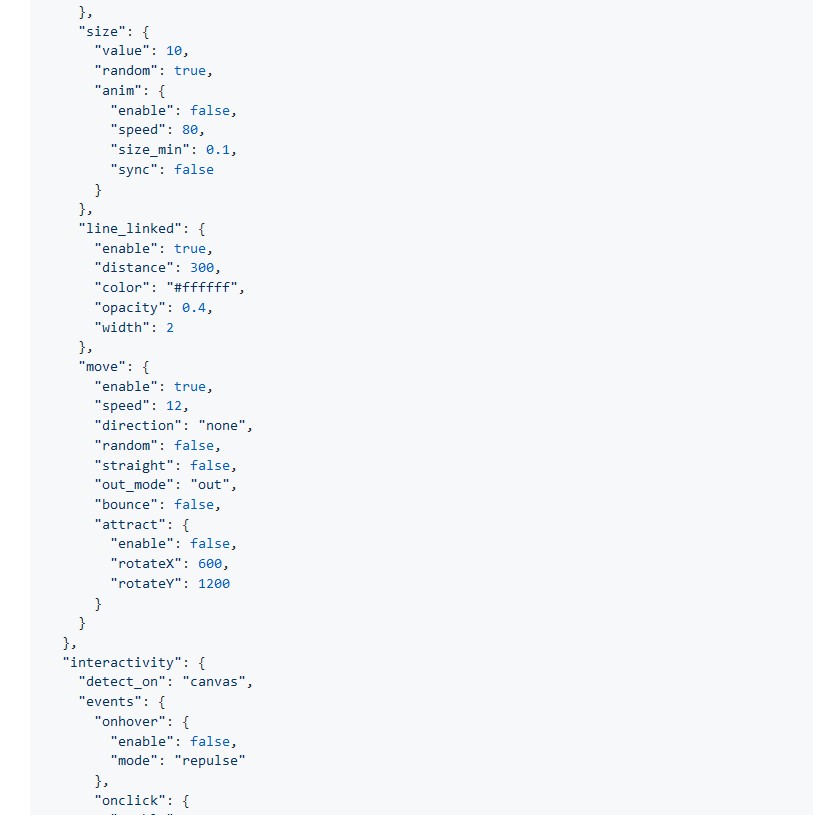 },
    "size": {
      "value": 10,
      "random": true,
      "anim": {
        "enable": false,
        "speed": 80,
        "size_min": 0.1,
        "sync": false
      }
    },
    "line_linked": {
      "enable": true,
      "distance": 300,
      "color": "#ffffff",
      "opacity": 0.4,
      "width": 2
    },
    "move": {
      "enable": true,
      "speed": 12,
      "direction": "none",
      "random": false,
      "straight": false,
      "out_mode": "out",
      "bounce": false,
      "attract": {
        "enable": false,
        "rotateX": 600,
        "rotateY": 1200
      }
    }
  },
  "interactivity": {
    "detect_on": "canvas",
    "events": {
      "onhover": {
        "enable": false,
        "mode": "repulse"
      },
      "onclick": {